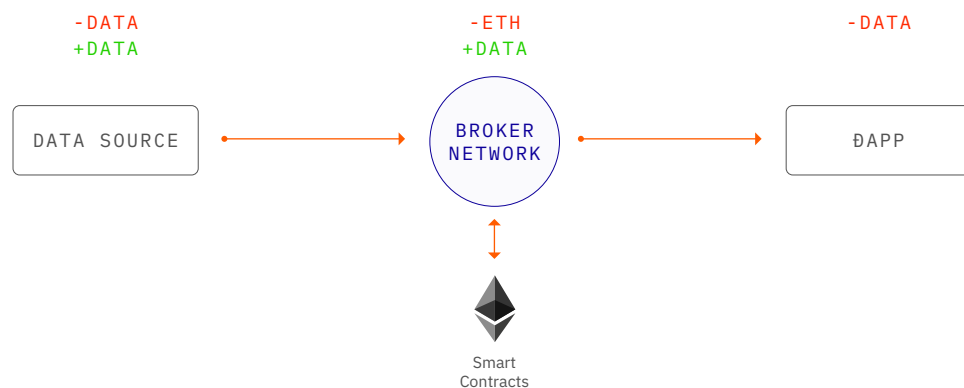 -DATA
+DATA
-ETH
+DATA
-DATA
DATA SOURCE
BROKER
NETWORK
ĐAPP
Smart
Contracts